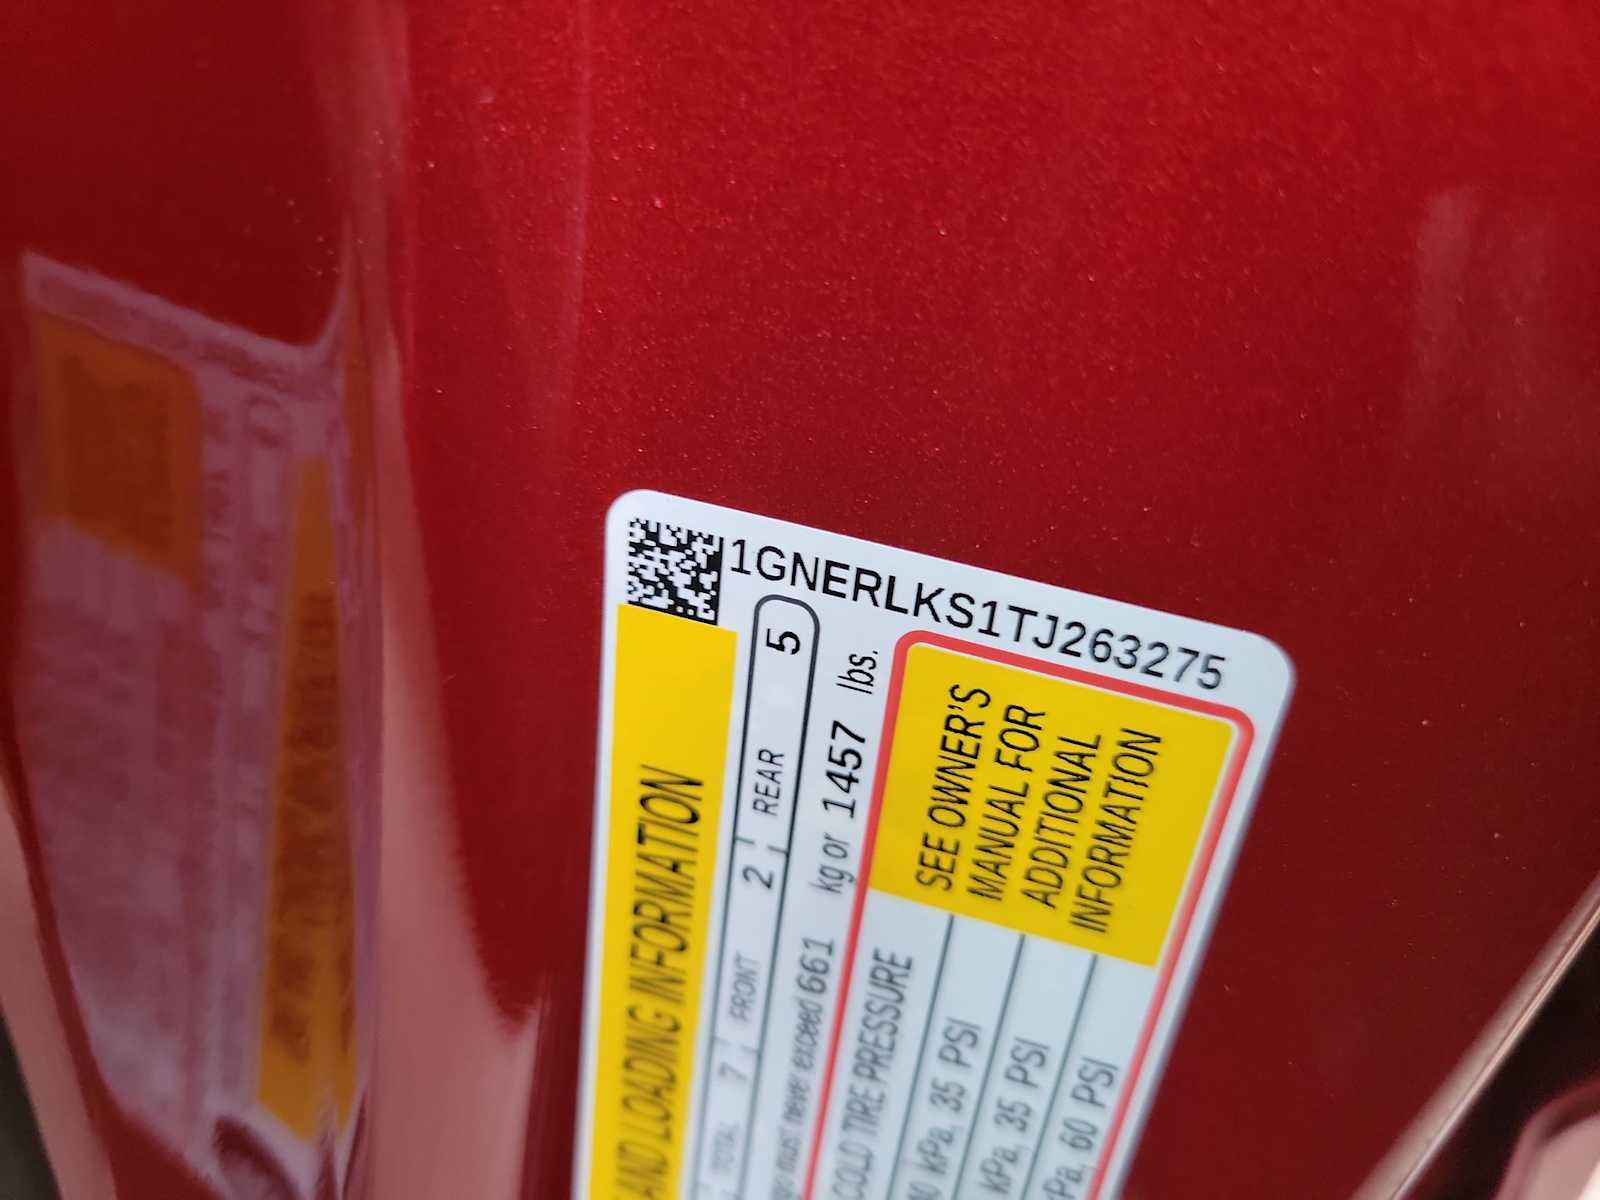 1GNERLKS1TJ263275
AND LOADING INFORMATION
TOTAL 7 FRONT 2 REAR 5
must never exceed 661 kg or 1457 lbs.
COLD TIRE PRESSURE
SEE OWNER'S
MANUAL FOR
ADDITIONAL
INFORMATION
kPa, 35 PSI
kPa, 35 PSI
kPa, 60 PSI